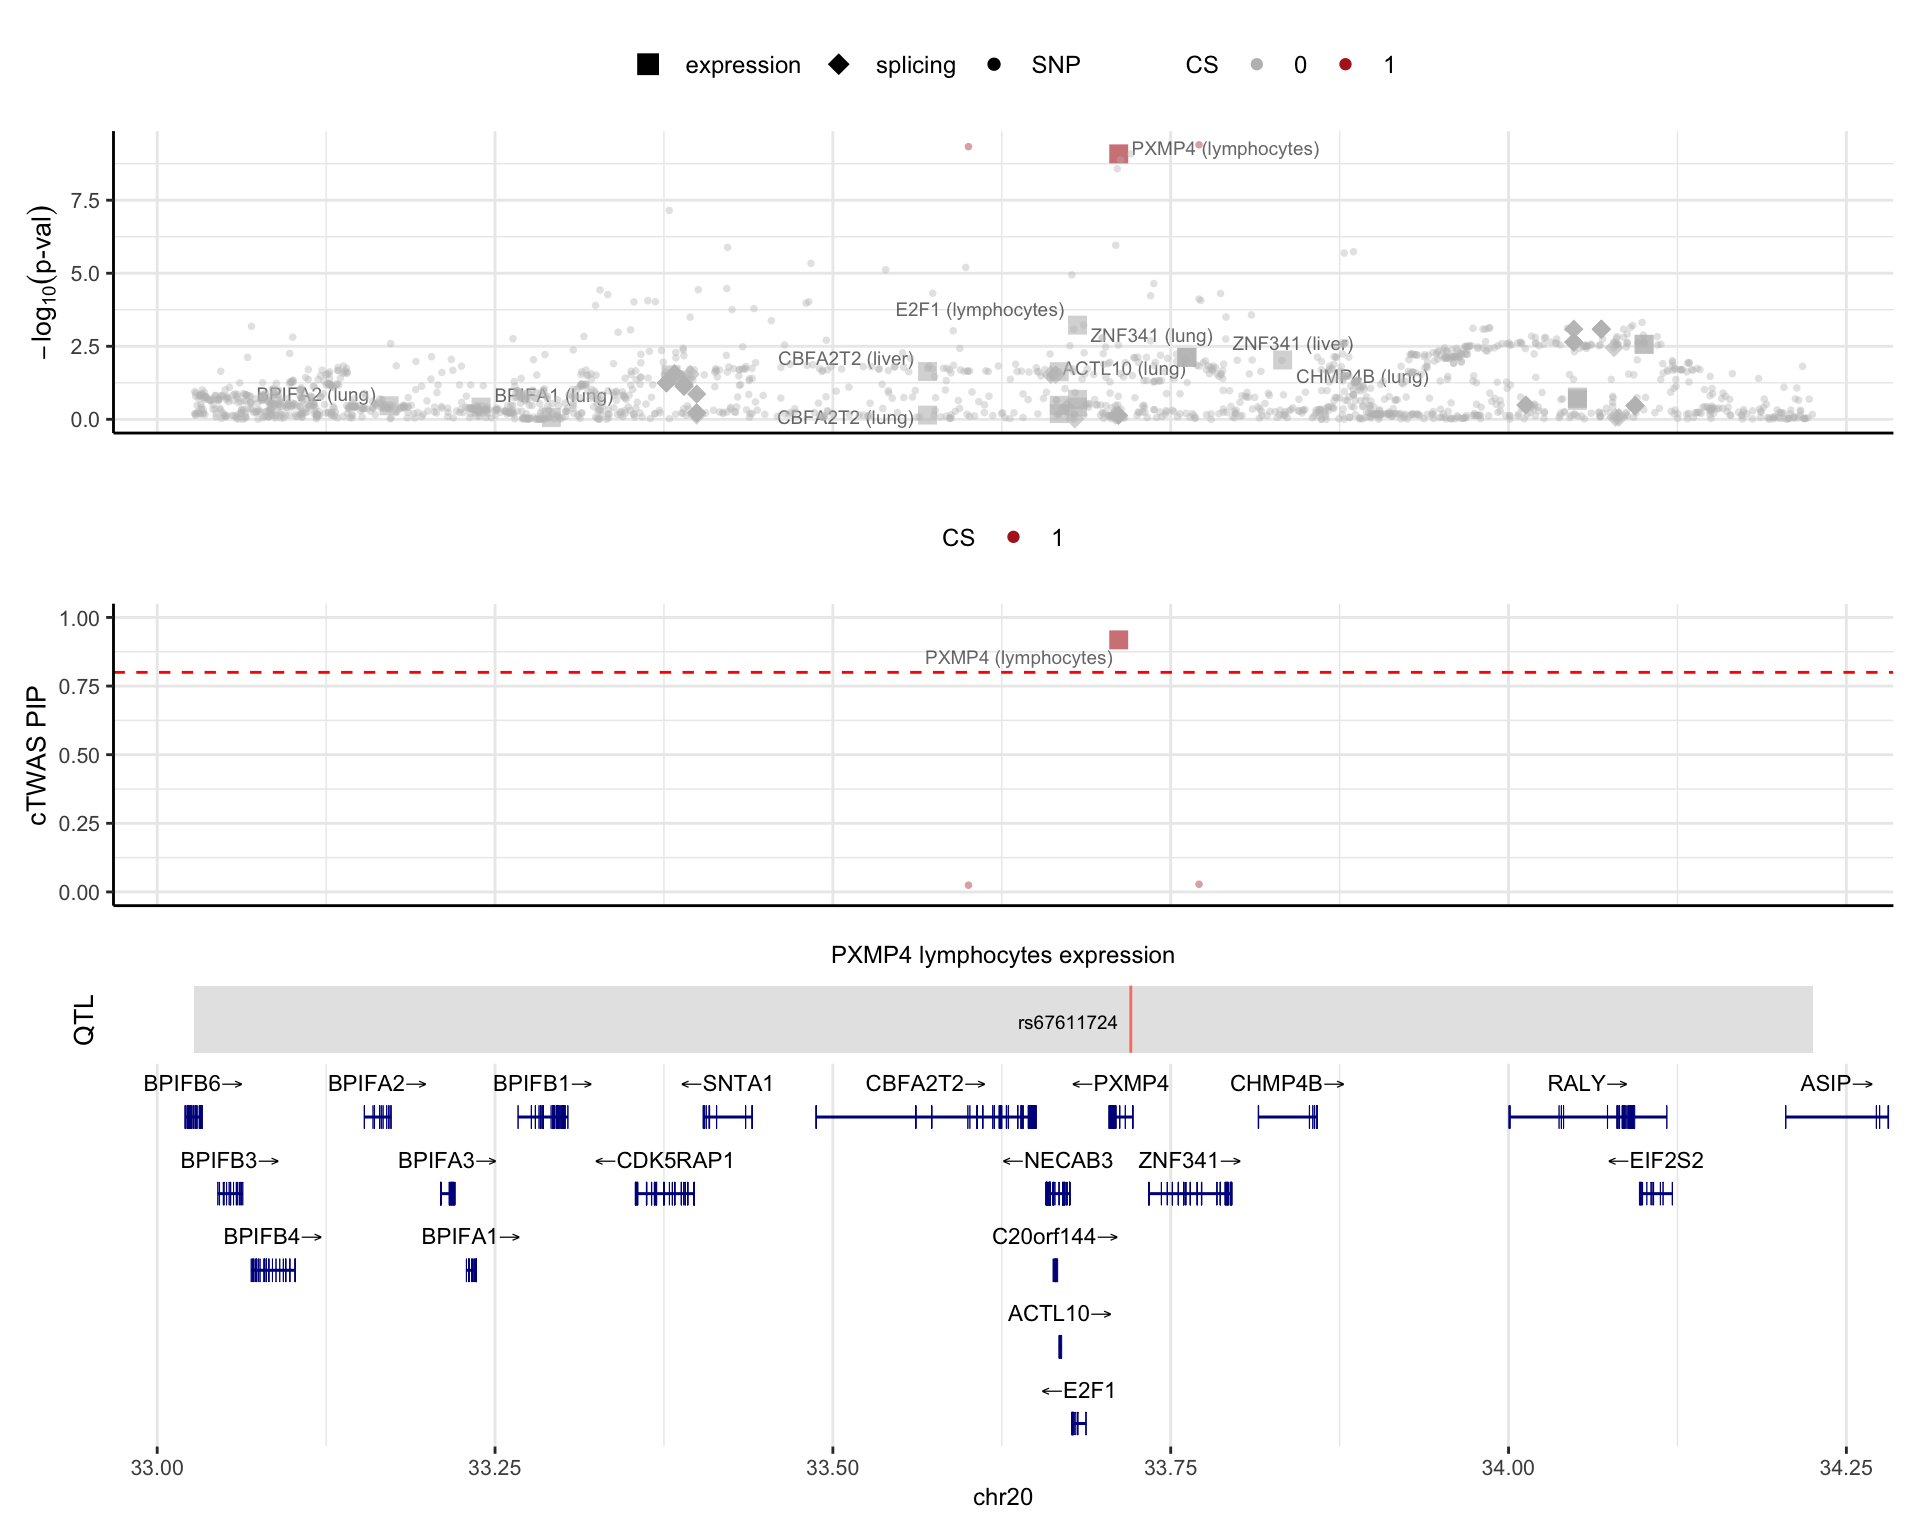 expression splicing SNP CS 0 1
−log10(p-val)
7.5
5.0
2.5
0.0
PXMP4 (lymphocytes)
E2F1 (lymphocytes)
ZNF341 (lung)
ZNF341 (liver)
CBFA2T2 (liver)
ACTL10 (lung)
CHMP4B (lung)
BPIFA2 (lung)
BPIFA1 (lung)
CBFA2T2 (lung)
CS 1
cTWAS PIP
1.00
0.75
0.50
0.25
0.00
PXMP4 (lymphocytes)
PXMP4 lymphocytes expression
QTL
rs67611724
BPIFB6→ BPIFA2→ BPIFB1→ ←SNTA1 CBFA2T2→ ←PXMP4 CHMP4B→ RALY→ ASIP→
BPIFB3→ BPIFA3→ ←CDK5RAP1 ←NECAB3 ZNF341→ ←EIF2S2
BPIFB4→ BPIFA1→ C20orf144→
ACTL10→
←E2F1
33.00 33.25 33.50 33.75 34.00 34.25
chr20